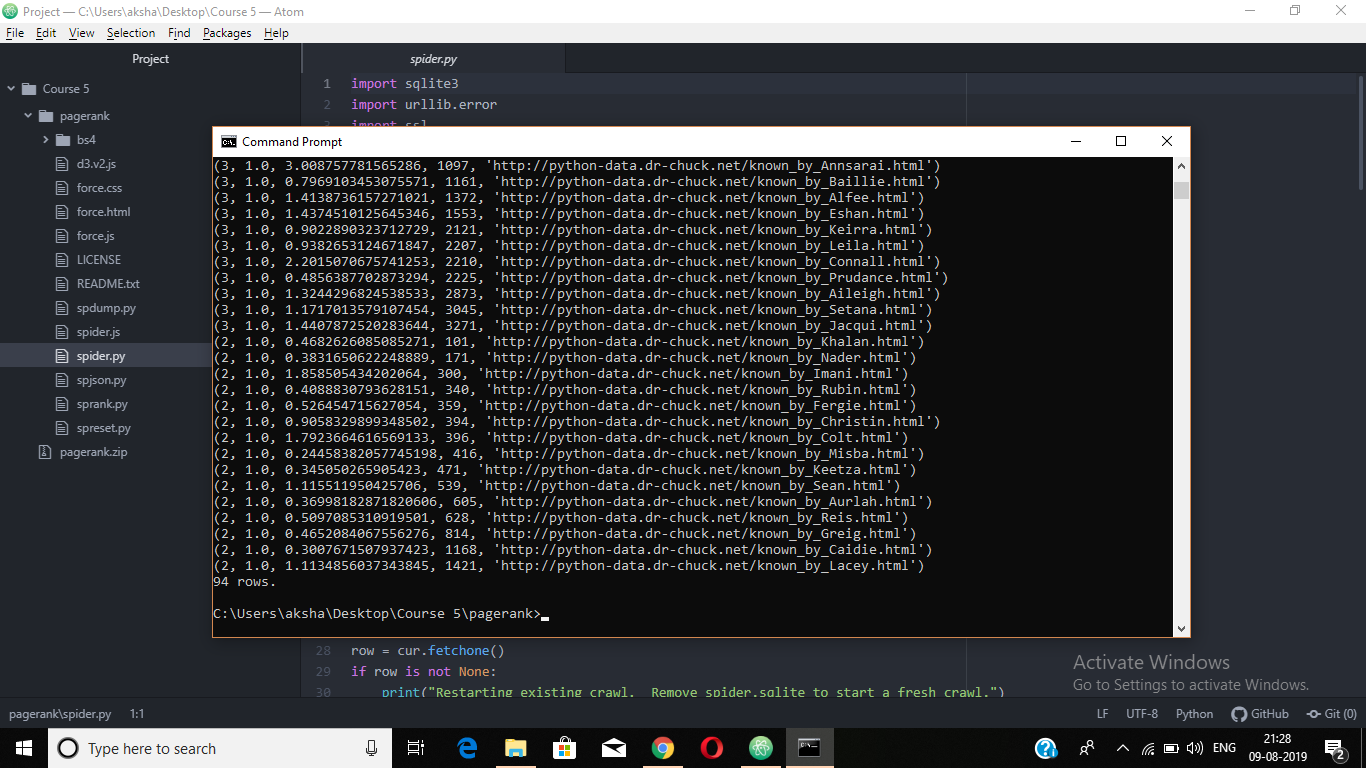 Project — C:\Users\aksha\Desktop\Course 5 — Atom
File Edit View Selection Find Packages Help
Project
spider.py
Course 5
pagerank
bs4
d3.v2.js
force.css
force.html
force.js
LICENSE
README.txt
spdump.py
spider.js
spider.py
spjson.py
sprank.py
spreset.py
pagerank.zip
1 import sqlite3
2 import urllib.error
3 import ssl
Command Prompt
(3, 1.0, 3.008757781565286, 1097, 'http://python-data.dr-chuck.net/known_by_Annsarai.html')
(3, 1.0, 0.7969103453075571, 1161, 'http://python-data.dr-chuck.net/known_by_Baillie.html')
(3, 1.0, 1.4138736157271021, 1372, 'http://python-data.dr-chuck.net/known_by_Alfee.html')
(3, 1.0, 1.4374510125645346, 1553, 'http://python-data.dr-chuck.net/known_by_Eshan.html')
(3, 1.0, 0.9022890323712729, 2121, 'http://python-data.dr-chuck.net/known_by_Keirra.html')
(3, 1.0, 0.9382653124671847, 2207, 'http://python-data.dr-chuck.net/known_by_Leila.html')
(3, 1.0, 2.2015070675741253, 2210, 'http://python-data.dr-chuck.net/known_by_Connall.html')
(3, 1.0, 0.4856387702873294, 2225, 'http://python-data.dr-chuck.net/known_by_Prudance.html')
(3, 1.0, 1.3244296824538533, 2873, 'http://python-data.dr-chuck.net/known_by_Aileigh.html')
(3, 1.0, 1.1717013579107454, 3045, 'http://python-data.dr-chuck.net/known_by_Setana.html')
(3, 1.0, 1.4407872520283644, 3271, 'http://python-data.dr-chuck.net/known_by_Jacqui.html')
(2, 1.0, 0.4682626085085271, 101, 'http://python-data.dr-chuck.net/known_by_Khalan.html')
(2, 1.0, 0.3831650622248889, 171, 'http://python-data.dr-chuck.net/known_by_Nader.html')
(2, 1.0, 1.858505434202064, 300, 'http://python-data.dr-chuck.net/known_by_Imani.html')
(2, 1.0, 0.4088830793628151, 340, 'http://python-data.dr-chuck.net/known_by_Rubin.html')
(2, 1.0, 0.526454715627054, 359, 'http://python-data.dr-chuck.net/known_by_Fergie.html')
(2, 1.0, 0.9058329899348502, 394, 'http://python-data.dr-chuck.net/known_by_Christin.html')
(2, 1.0, 1.7923664616569133, 396, 'http://python-data.dr-chuck.net/known_by_Colt.html')
(2, 1.0, 0.24458382057745198, 416, 'http://python-data.dr-chuck.net/known_by_Misba.html')
(2, 1.0, 0.345050265905423, 471, 'http://python-data.dr-chuck.net/known_by_Keetza.html')
(2, 1.0, 1.115511950425706, 539, 'http://python-data.dr-chuck.net/known_by_Sean.html')
(2, 1.0, 0.36998182871820606, 605, 'http://python-data.dr-chuck.net/known_by_Aurlah.html')
(2, 1.0, 0.5097085310919501, 628, 'http://python-data.dr-chuck.net/known_by_Reis.html')
(2, 1.0, 0.4652084067556276, 814, 'http://python-data.dr-chuck.net/known_by_Greig.html')
(2, 1.0, 0.3007671507937423, 1168, 'http://python-data.dr-chuck.net/known_by_Caidie.html')
(2, 1.0, 1.1134856037343845, 1421, 'http://python-data.dr-chuck.net/known_by_Lacey.html')
94 rows.
C:\Users\aksha\Desktop\Course 5\pagerank>
28 row = cur.fetchone()
29 if row is not None:
30 print("Restarting existing crawl.  Remove spider.sqlite to start a fresh crawl.")
Activate Windows
Go to Settings to activate Windows.
pagerank\spider.py 1:1 LF UTF-8 Python GitHub Git (0)
Type here to search
ENG
21:28
09-08-2019
2